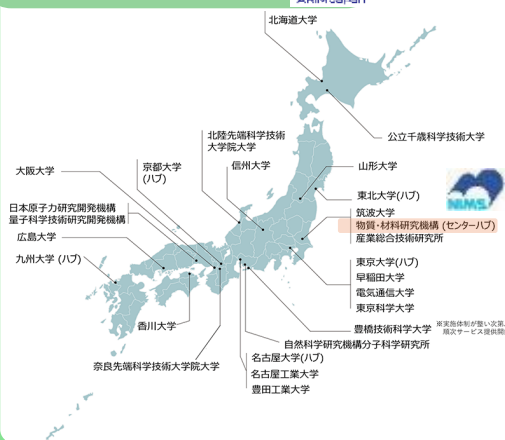 ARIM Japan
北海道大学
公立千歳科学技術大学
北陸先端科学技術
大学院大学
信州大学
山形大学
京都大学
(ハブ)
大阪大学
東北大学(ハブ)
NIMS
日本原子力研究開発機構
量子科学技術研究開発機構
筑波大学
物質・材料研究機構 (センターハブ)
産業総合技術研究所
広島大学
九州大学 (ハブ)
東京大学(ハブ)
早稲田大学
電気通信大学
東京科学大学
香川大学
豊橋技術科学大学
※実施体制が整い次第、
順次サービス提供開
自然科学研究機構分子科学研究所
奈良先端科学技術大学院大学
名古屋大学(ハブ)
名古屋工業大学
豊田工業大学